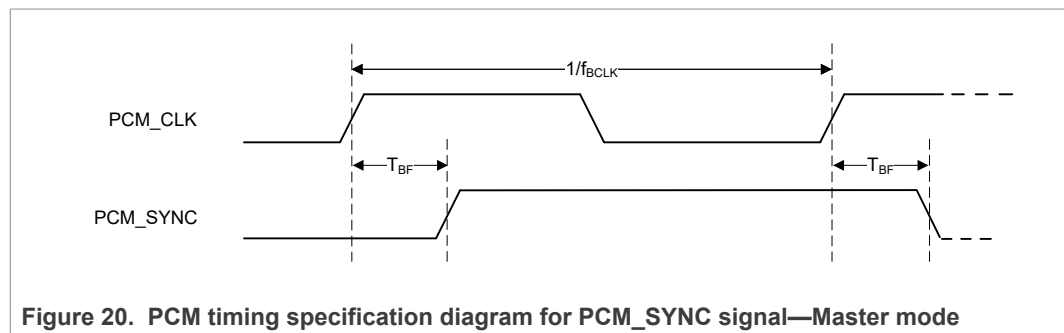 1/fBCLK
PCM_CLK
TBF
TBF
PCM_SYNC
Figure 20. PCM timing specification diagram for PCM_SYNC signal—Master mode